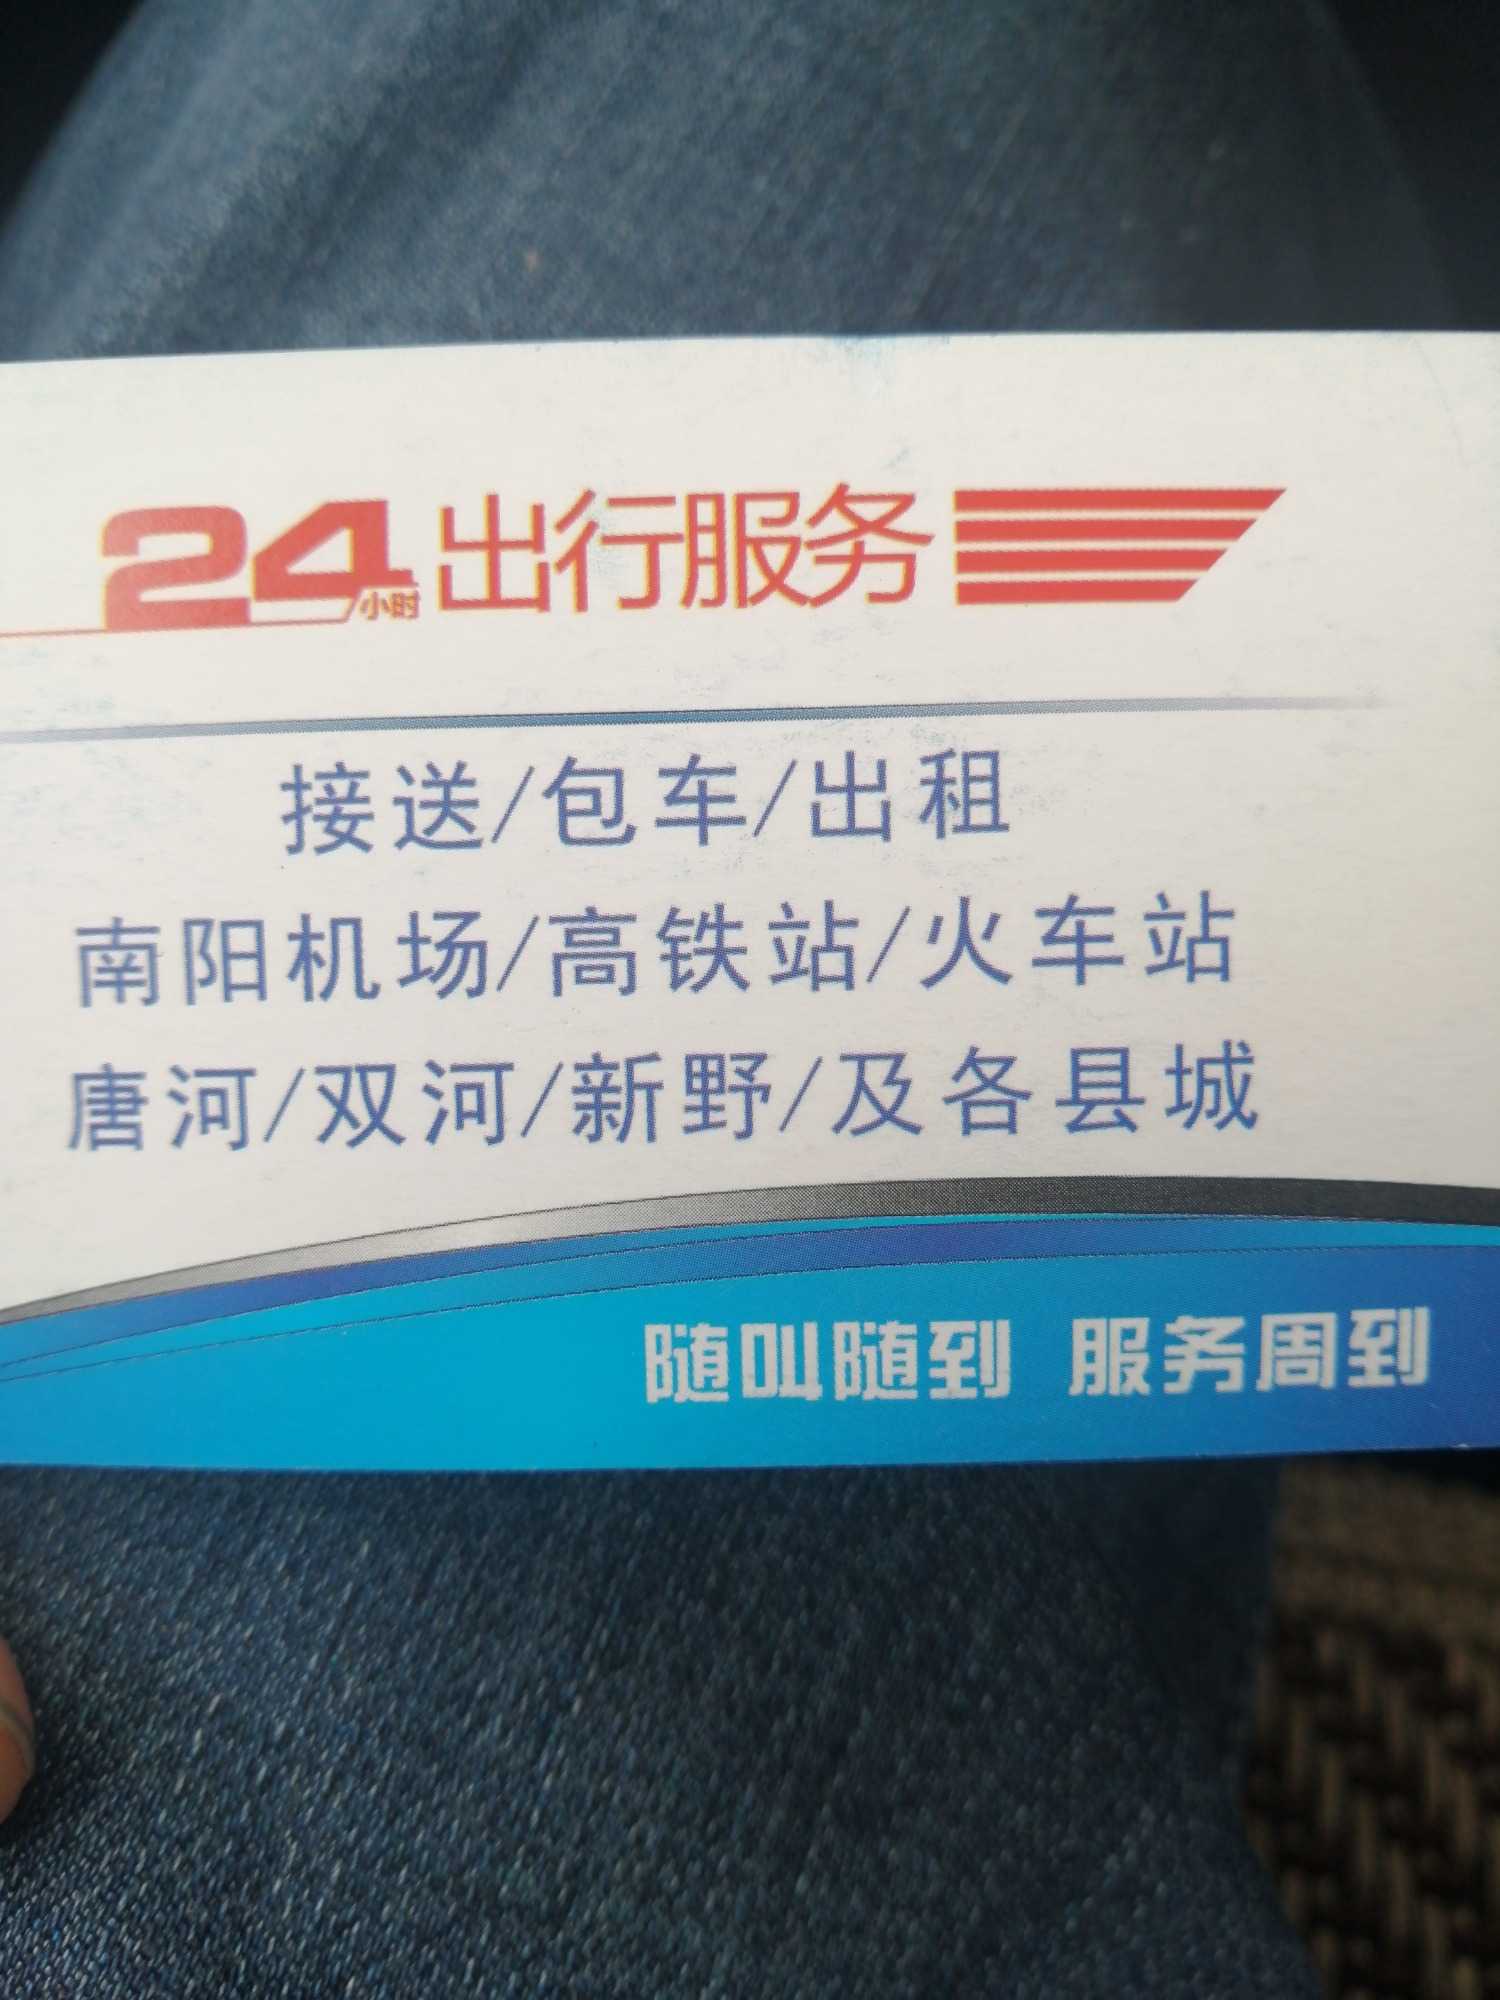 24小时出行服务
接送/包车/出租
南阳机场/高铁站/火车站
唐河/双河/新野/及各县城
随叫随到 服务周到